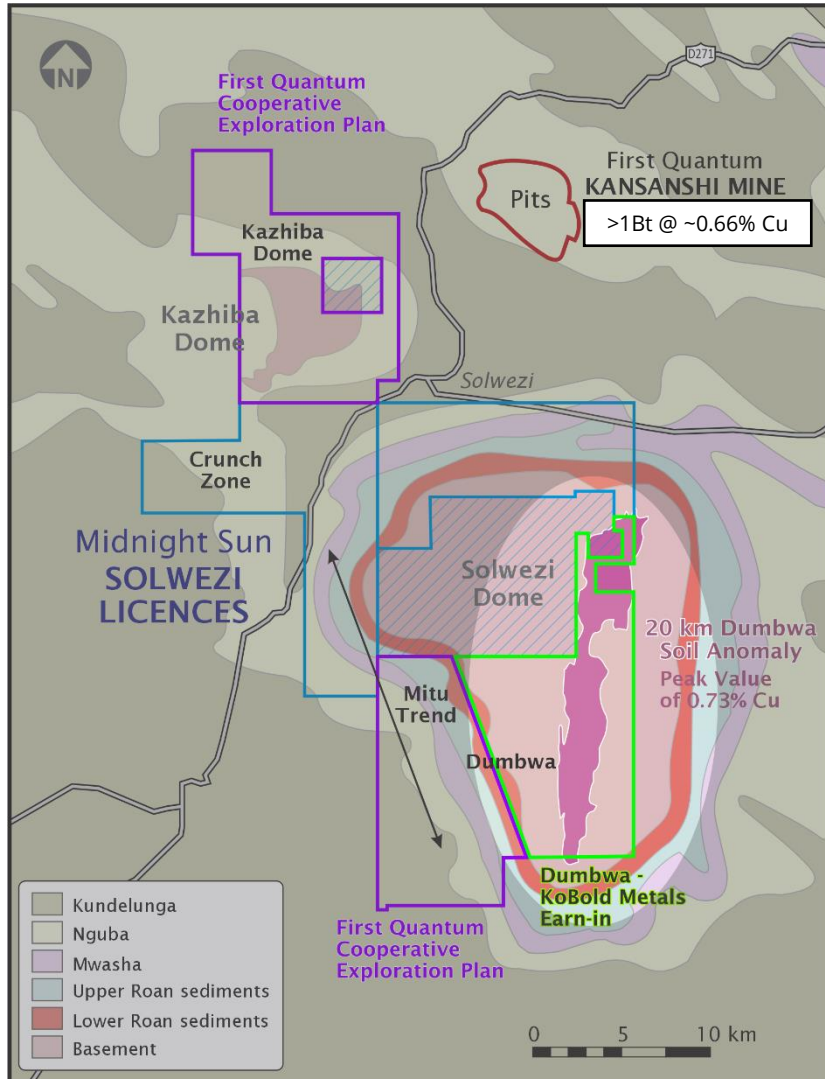 N
First Quantum
Cooperative
Exploration Plan
D271
First Quantum
KANSANSHI MINE
>1Bt @ ~0.66% Cu
Pits
Kazhiba
Dome
Kazhiba
Dome
Solwezi
Crunch
Zone
Midnight Sun
SOLWEZI
LICENCES
Solwezi
Dome
20 km Dumbwa
Soil Anomaly
Peak Value
of 0.73% Cu
Mitu
Trend
Dumbwa
Dumbwa -
KoBold Metals
Earn-in
First Quantum
Cooperative
Exploration Plan
Kundelunga
Nguba
Mwasha
Upper Roan sediments
Lower Roan sediments
Basement
0 5 10 km